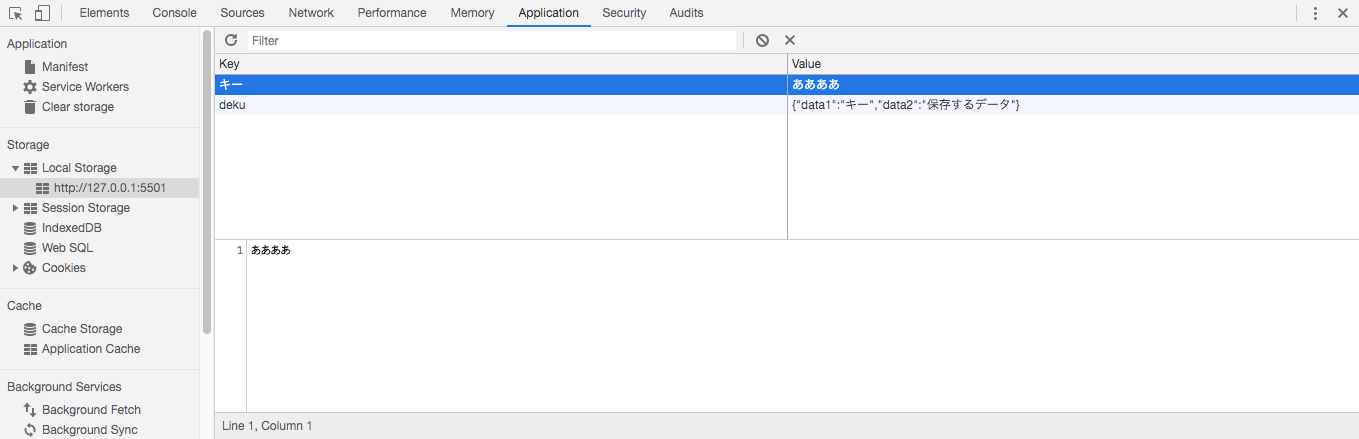 Elements Console Sources Network Performance Memory Application Security Audits
Application
Manifest
Service Workers
Clear storage
Storage
Local Storage
http://127.0.0.1:5501
Session Storage
IndexedDB
Web SQL
Cookies
Cache
Cache Storage
Application Cache
Background Services
Background Fetch
Background Sync
Filter
Key Value
キー ああああ
deku {"data1":"キー","data2":"保存するデータ"}
1 ああああ
Line 1, Column 1